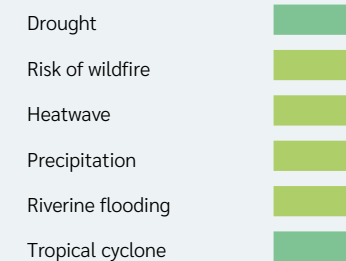 Drought
Risk of wildfire
Heatwave
Precipitation
Riverine flooding
Tropical cyclone